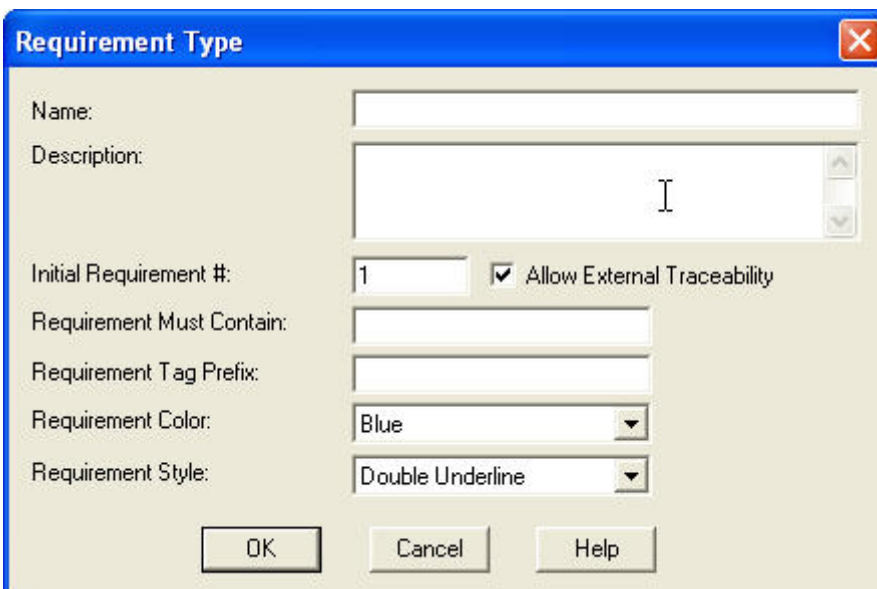 Requirement Type
Name:
Description:
Initial Requirement #: 1 Allow External Traceability
Requirement Must Contain:
Requirement Tag Prefix:
Requirement Color: Blue
Requirement Style: Double Underline
OK Cancel Help